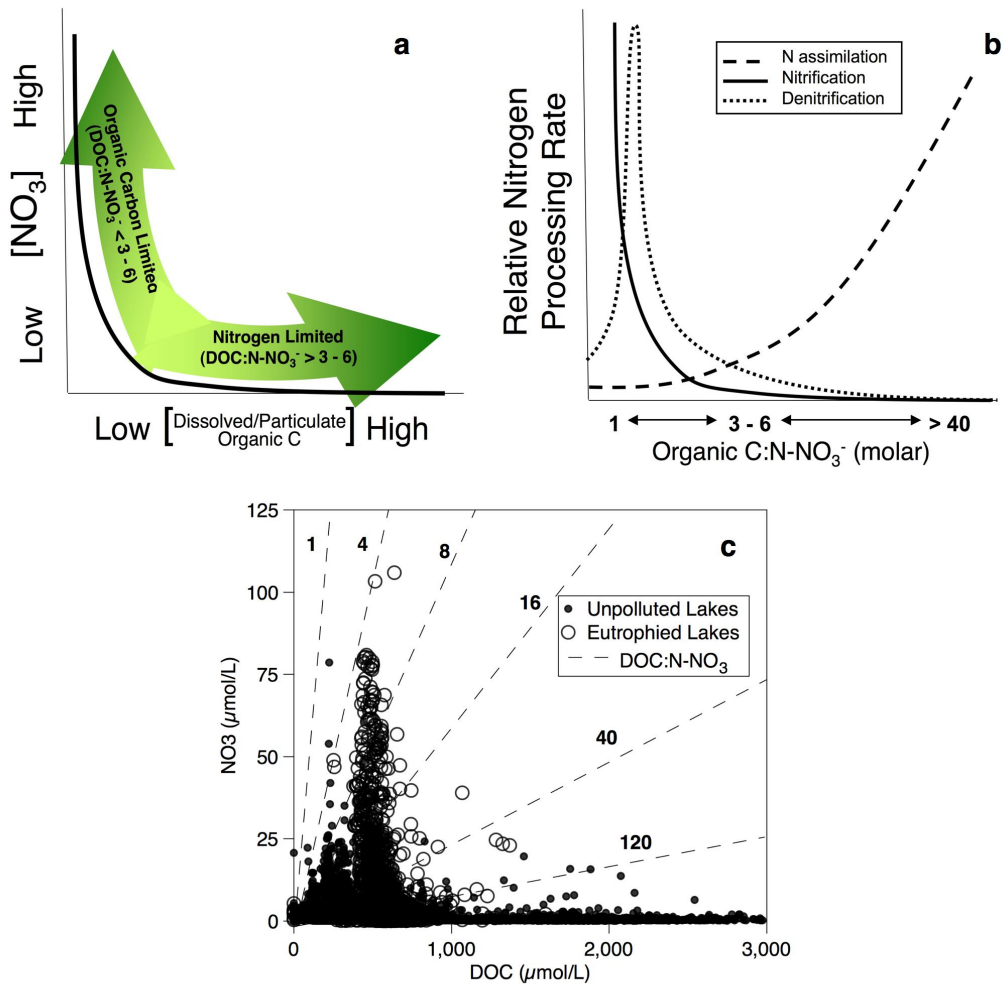 a
High
[NO3]
Low
Organic Carbon Limited
(DOC:N-NO3- < 3 - 6)
Nitrogen Limited
(DOC:N-NO3- > 3 - 6)
Low [Dissolved/Particulate
Organic C] High
b
N assimilation
Nitrification
Denitrification
Relative Nitrogen
Processing Rate
1 3 - 6 > 40
Organic C:N-NO3- (molar)
c
125
100
75
50
25
0
NO3 (µmol/L)
1
4
8
16
40
120
Unpolluted Lakes
Eutrophied Lakes
DOC:N-NO3
0 1,000 2,000 3,000
DOC (µmol/L)